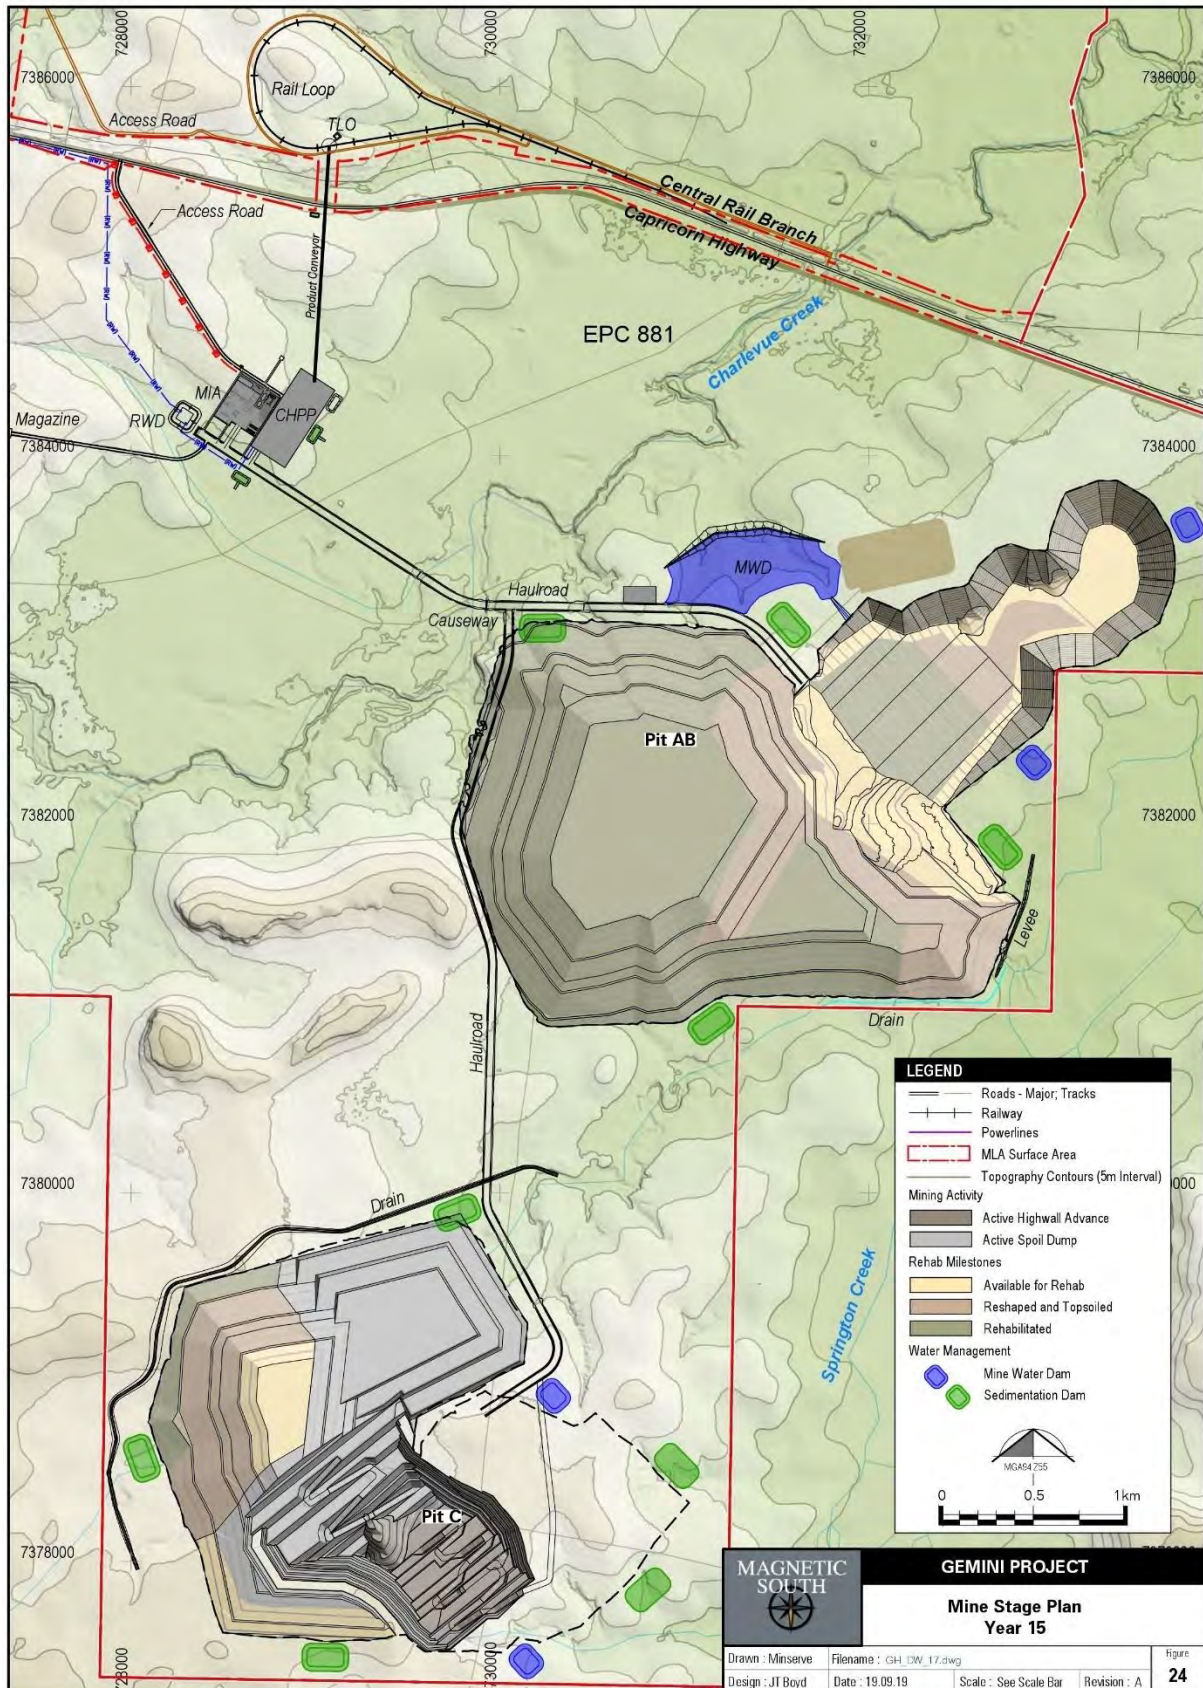 728000
730000
732000
7386000
7386000
Rail Loop
Access Road
TLO
Access Road
Central Rail Branch
Capricorn Highway
Product Conveyor
EPC 881
Charlevue Creek
MIA
CHPP
RWD
Magazine
7384000
7384000
MWD
Haulroad
Causeway
Pit AB
7382000
7382000
Levee
Drain
Haulroad
7380000
Drain
Springton Creek
Pit C
7378000
LEGEND
Roads - Major; Tracks
Railway
Powerlines
MLA Surface Area
Topography Contours (5m Interval)
Mining Activity
Active Highwall Advance
Active Spoil Dump
Rehab Milestones
Available for Rehab
Reshaped and Topsoiled
Rehabilitated
Water Management
Mine Water Dam
Sedimentation Dam
MGA94 Z55
0 0.5 1km
MAGNETIC
SOUTH
GEMINI PROJECT
Mine Stage Plan
Year 15
Drawn : Minserve
Filename : GH_DW_17.dwg
Figure
24
Design : JT Boyd
Date : 19.09.19
Scale : See Scale Bar
Revision : A